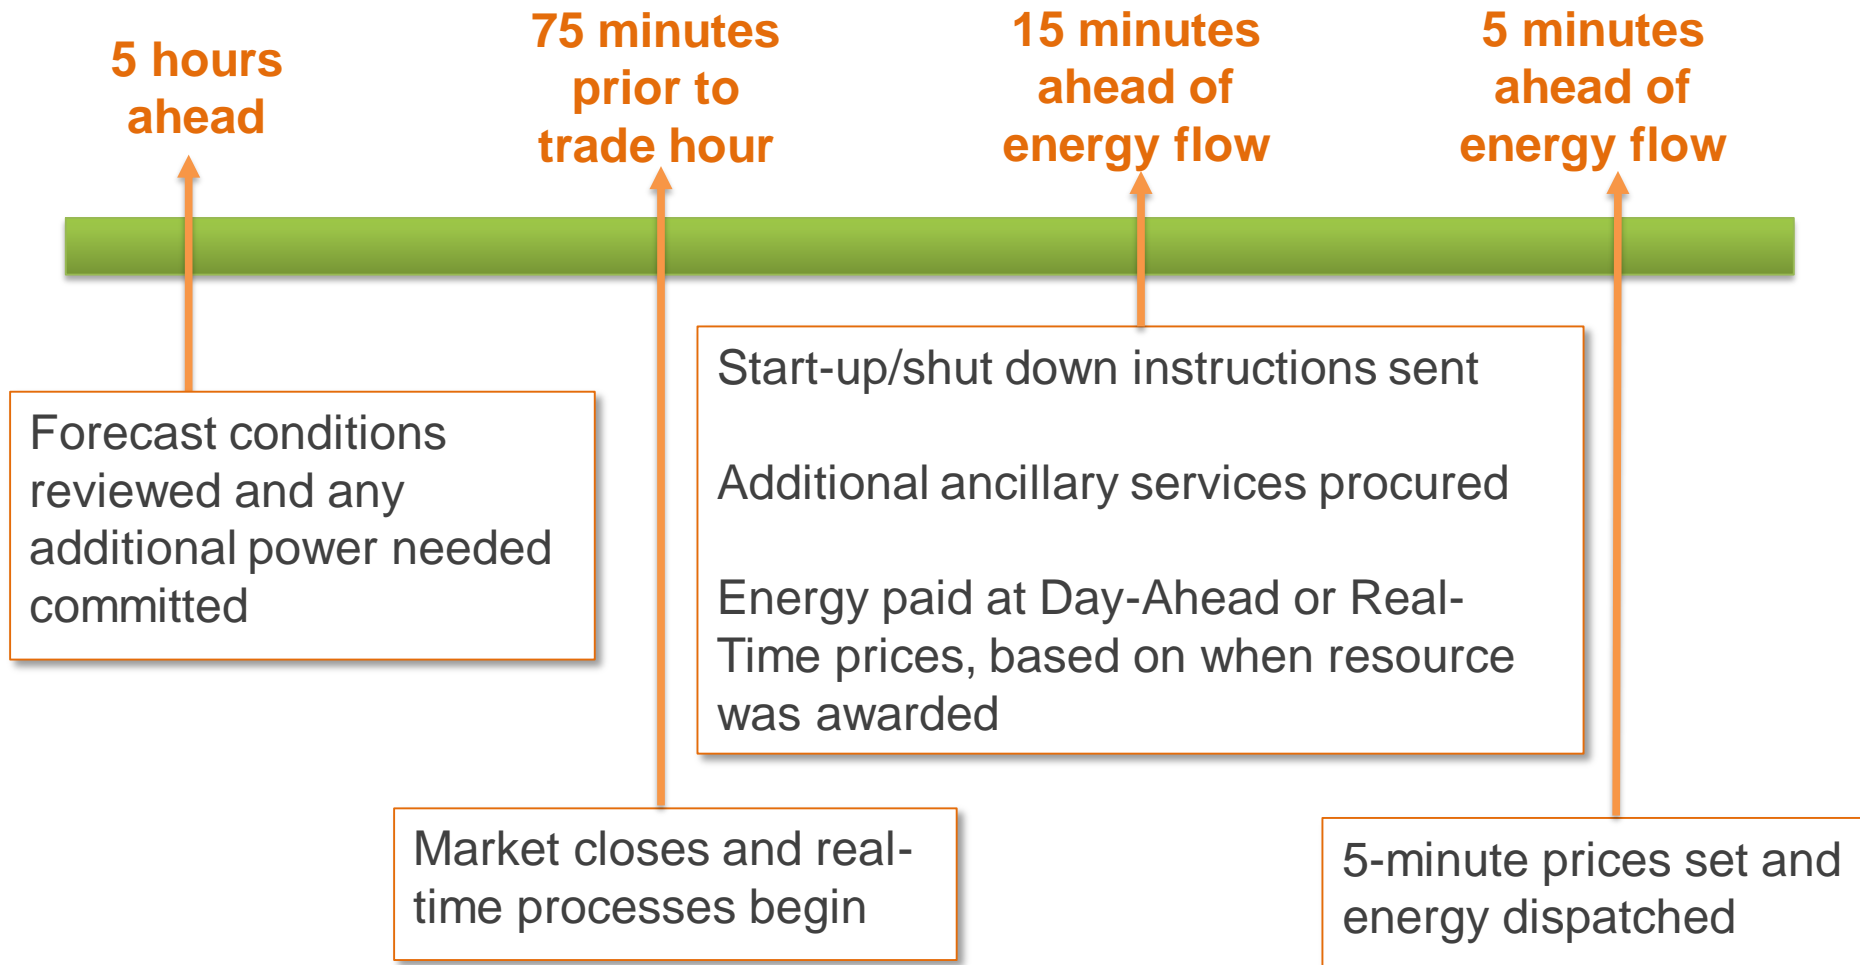 5 hours
ahead
75 minutes
prior to
trade hour
15 minutes
ahead of
energy flow
5 minutes
ahead of
energy flow
Forecast conditions
reviewed and any
additional power needed
committed
Market closes and real-
time processes begin
Start-up/shut down instructions sent
Additional ancillary services procured
Energy paid at Day-Ahead or Real-
Time prices, based on when resource
was awarded
5-minute prices set and
energy dispatched